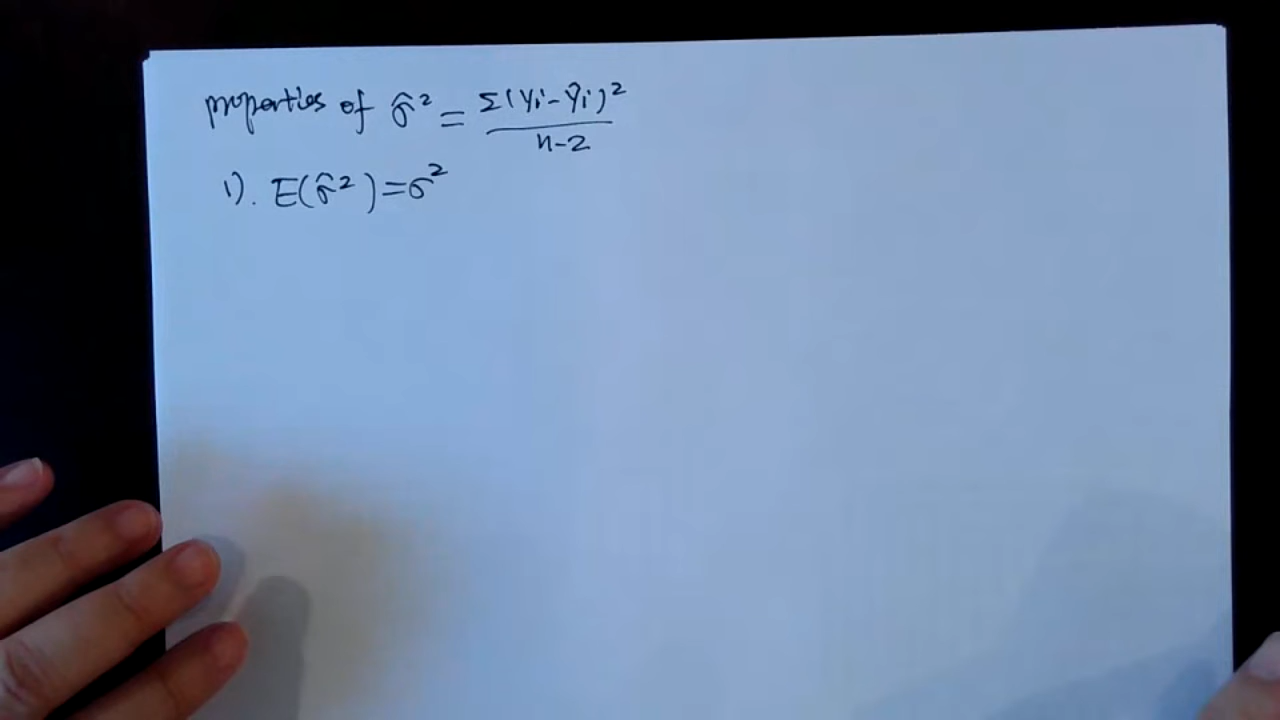 properties of σ̂² = Σ(yi - ŷi)² / n-2
1). E(σ̂²) = σ²